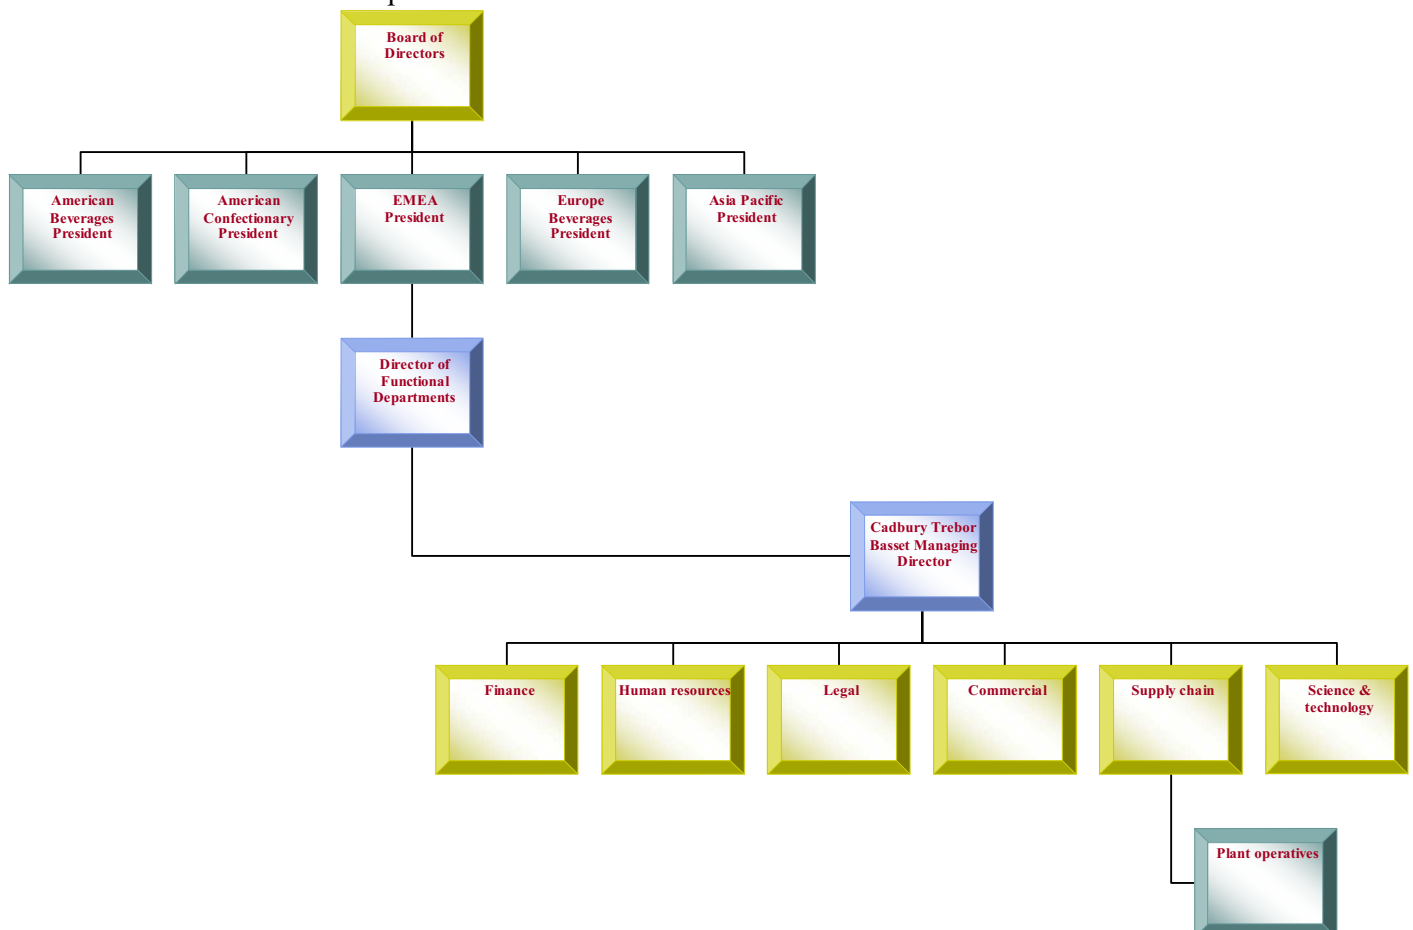 Board of
Directors
American
Beverages
President
American
Confectionary
President
EMEA
President
Europe
Beverages
President
Asia Pacific
President
Director of
Functional
Departments
Cadbury Trebor
Basset Managing
Director
Finance
Human resources
Legal
Commercial
Supply chain
Science &
technology
Plant operatives